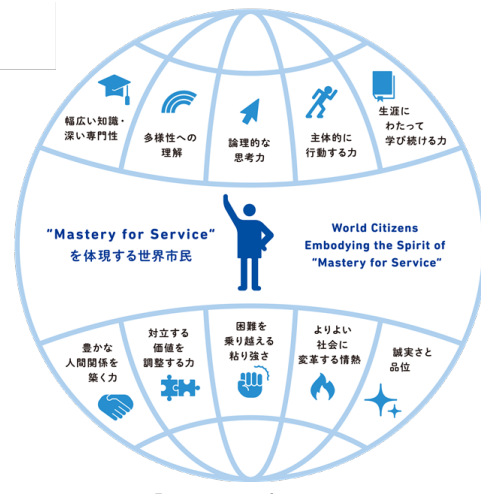 幅広い知識・
深い専門性
多様性への
理解
論理的な
思考力
主体的に
行動する力
生涯に
わたって
学び続ける力
“Mastery for Service”
を体現する世界市民
World Citizens
Embodying the Spirit of
“Mastery for Service”
豊かな
人間関係を
築く力
対立する
価値を
調整する力
困難を
乗り越える
粘り強さ
よりよい
社会に
変革する情熱
誠実さと
品位